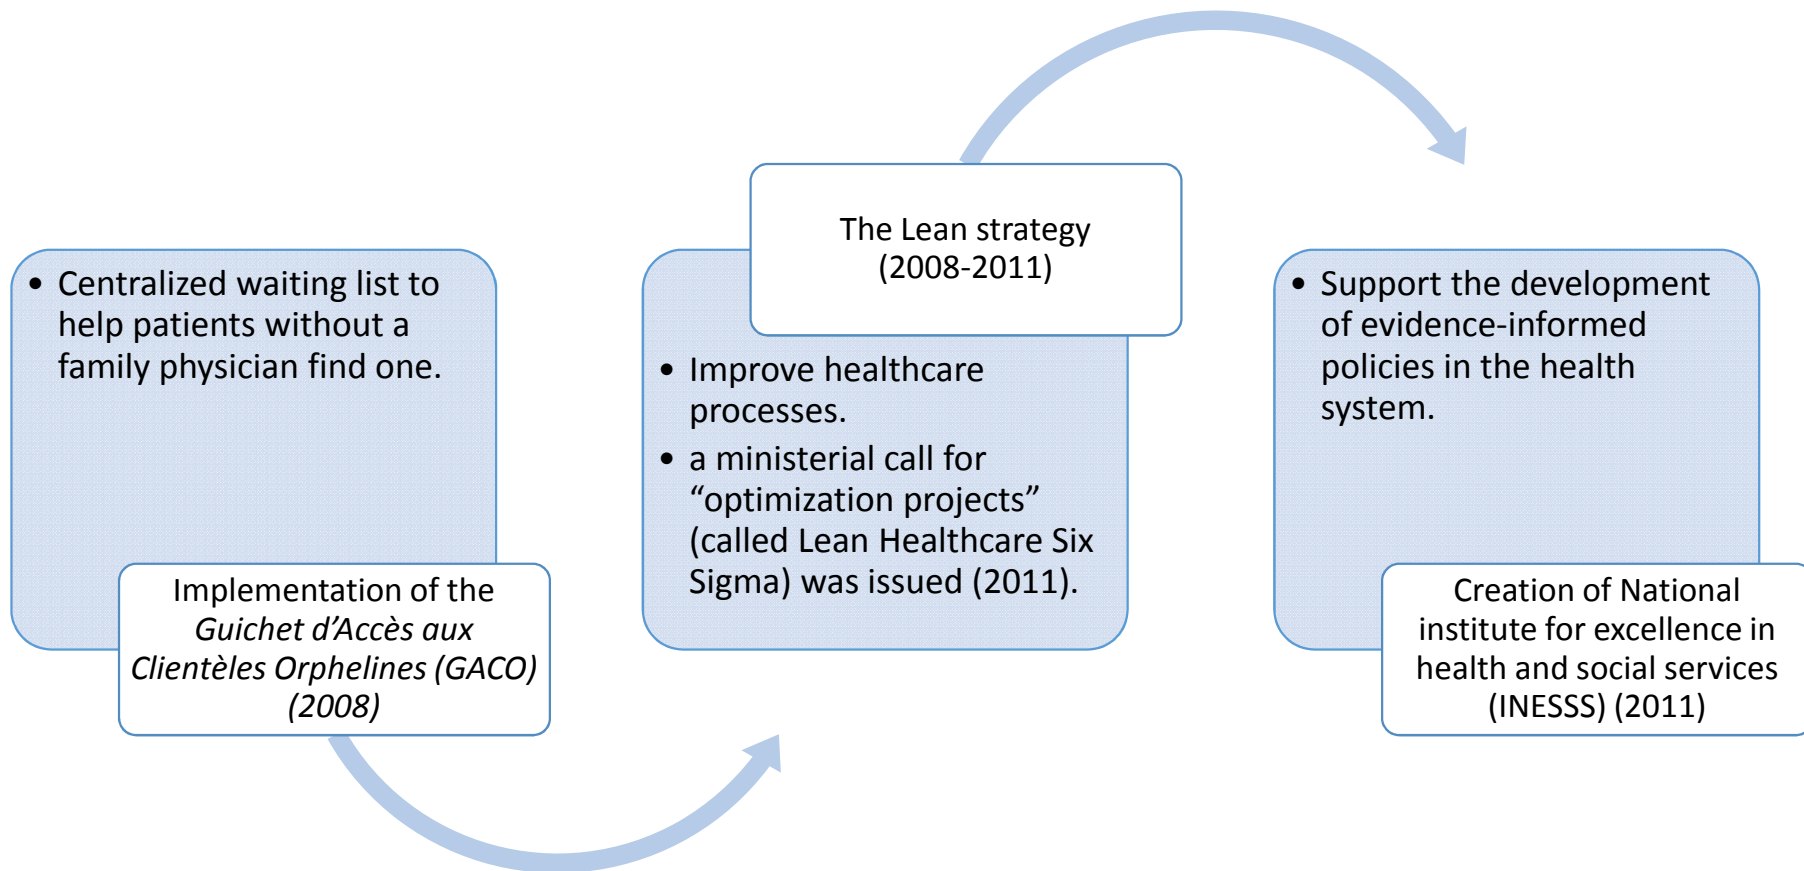 • Centralized waiting list to
help patients without a
family physician find one.
Implementation of the
Guichet d’Accès aux
Clientèles Orphelines (GACO)
(2008)
The Lean strategy
(2008-2011)
• Improve healthcare
processes.
• a ministerial call for
“optimization projects”
(called Lean Healthcare Six
Sigma) was issued (2011).
• Support the development
of evidence-informed
policies in the health
system.
Creation of National
institute for excellence in
health and social services
(INESSS) (2011)